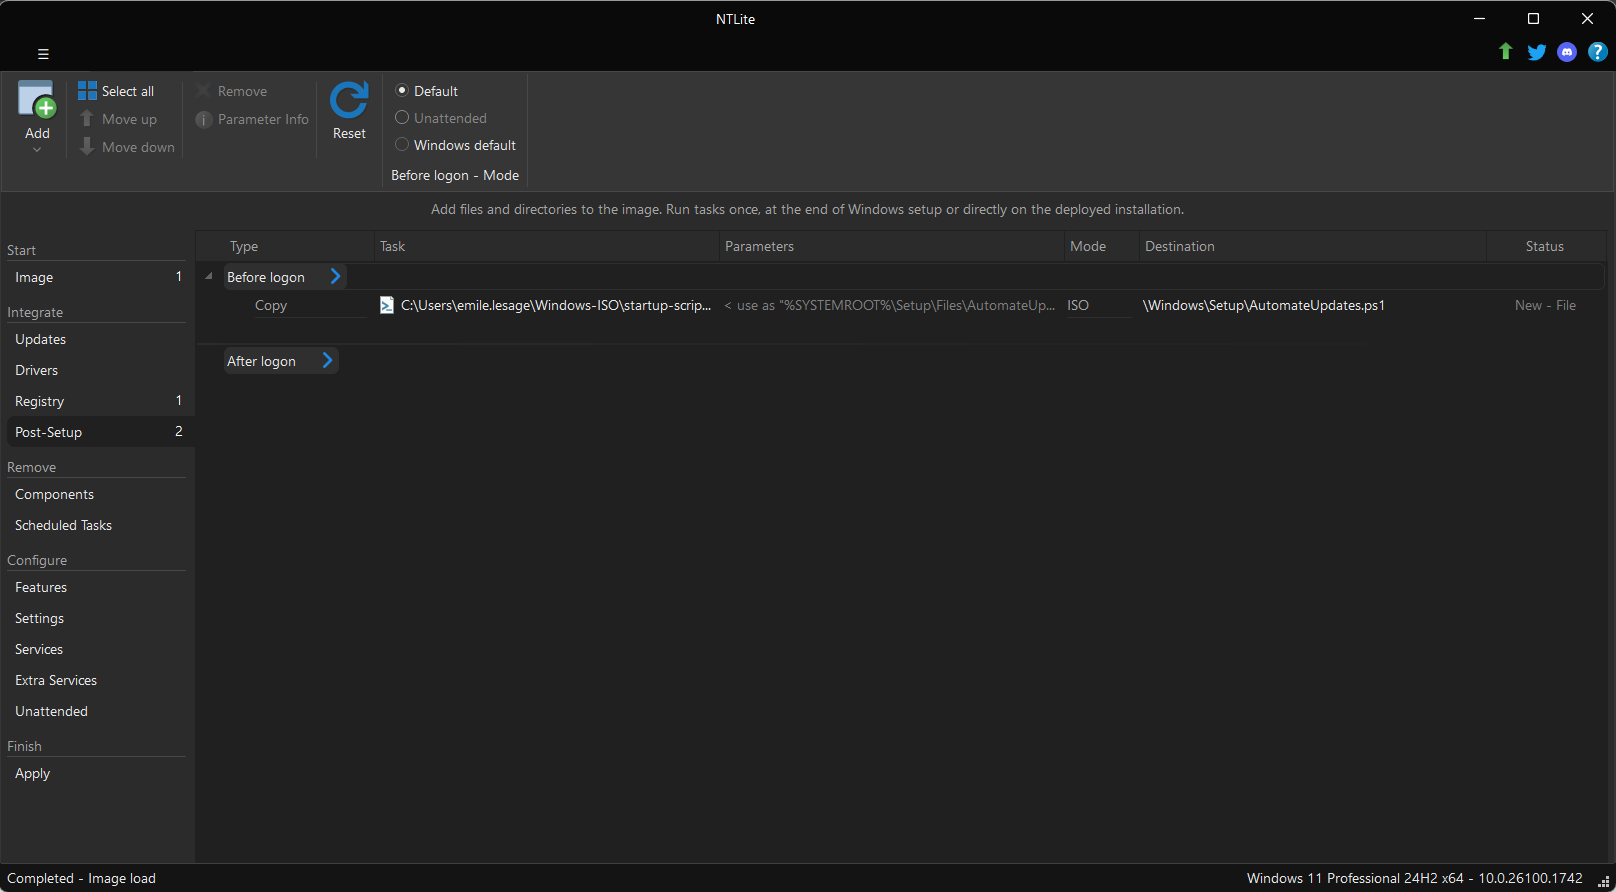 NTLite
Add
Select all
Move up
Move down
Remove
Parameter Info
Reset
Default
Unattended
Windows default
Before logon - Mode
Add files and directories to the image. Run tasks once, at the end of Windows setup or directly on the deployed installation.
Start
Image 1
Integrate
Updates
Drivers
Registry 1
Post-Setup 2
Remove
Components
Scheduled Tasks
Configure
Features
Settings
Services
Extra Services
Unattended
Finish
Apply
Type Task Parameters Mode Destination Status
Before logon
Copy C:\Users\emile.lesage\Windows-ISO\startup-scrip... < use as "%SYSTEMROOT%\Setup\Files\AutomateUp... ISO \Windows\Setup\AutomateUpdates.ps1 New - File
After logon
Completed - Image load
Windows 11 Professional 24H2 x64 - 10.0.26100.1742